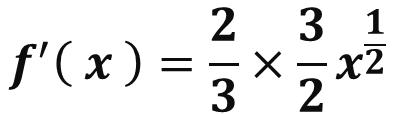 f′( x ) = 2/3 × 3/2 x^(1/2)